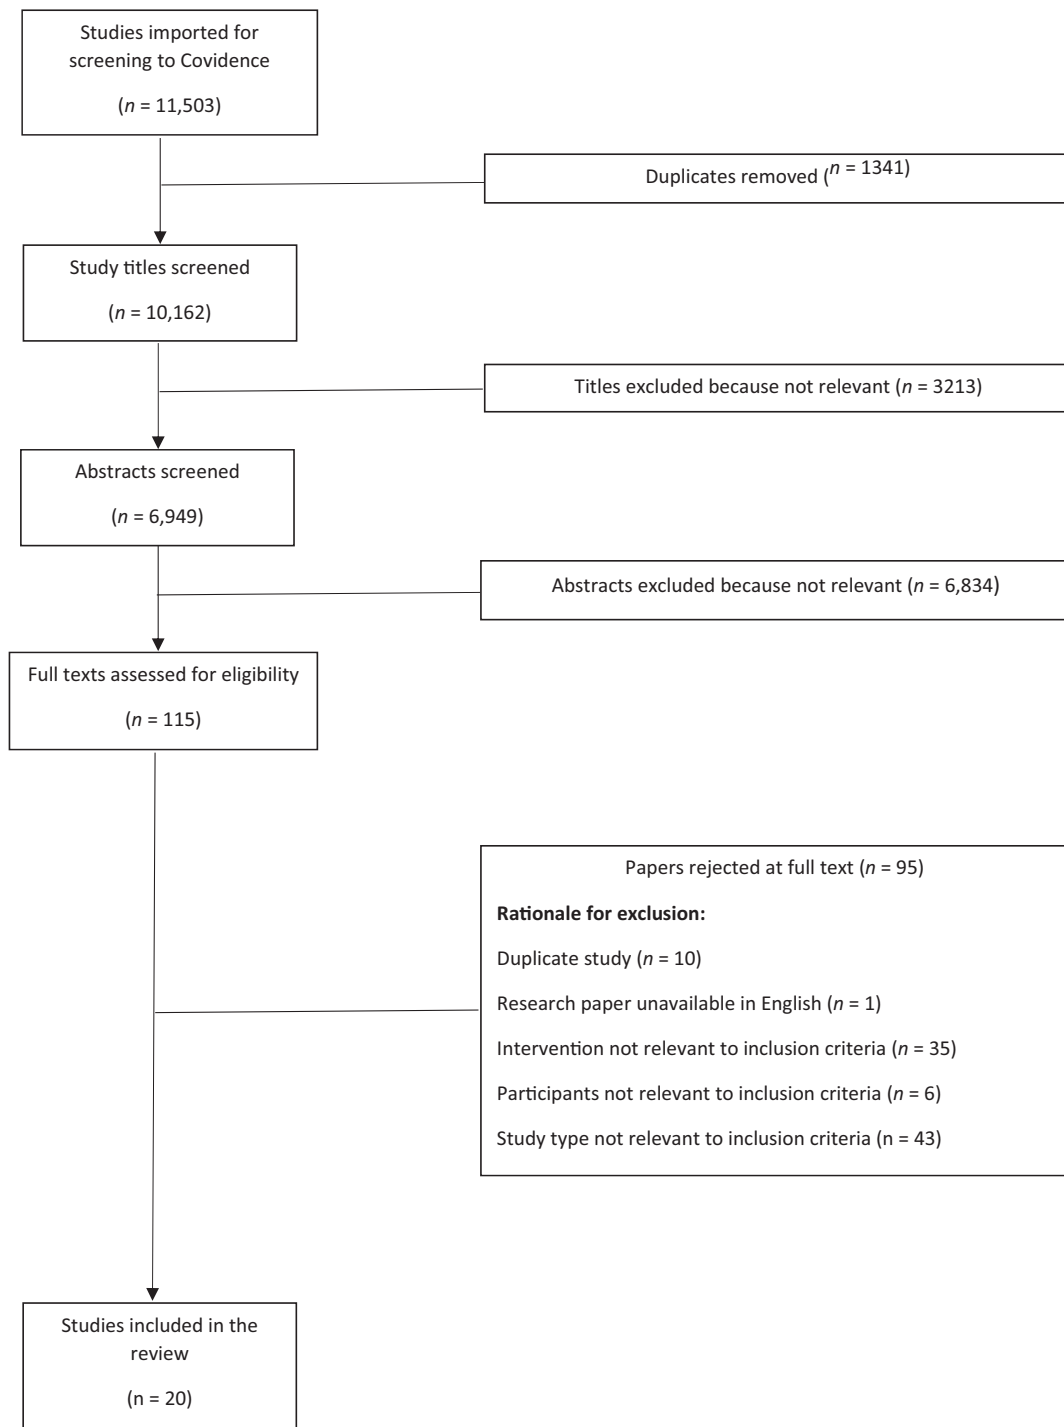 Studies imported for
screening to Covidence
(n = 11,503)
Duplicates removed (n = 1341)
Study titles screened
(n = 10,162)
Titles excluded because not relevant (n = 3213)
Abstracts screened
(n = 6,949)
Abstracts excluded because not relevant (n = 6,834)
Full texts assessed for eligibility
(n = 115)
Papers rejected at full text (n = 95)
Rationale for exclusion:
Duplicate study (n = 10)
Research paper unavailable in English (n = 1)
Intervention not relevant to inclusion criteria (n = 35)
Participants not relevant to inclusion criteria (n = 6)
Study type not relevant to inclusion criteria (n = 43)
Studies included in the
review
(n = 20)